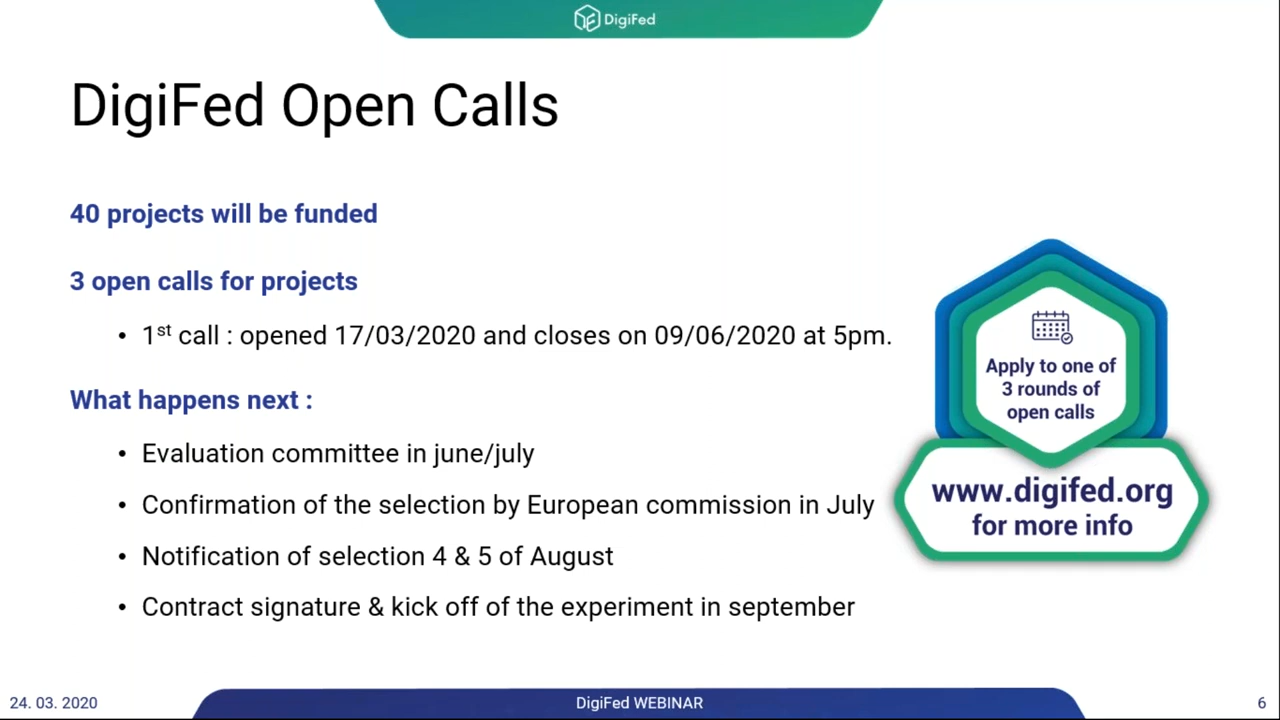 DigiFed
DigiFed Open Calls
40 projects will be funded
3 open calls for projects
• 1st call : opened 17/03/2020 and closes on 09/06/2020 at 5pm.
What happens next :
• Evaluation committee in june/july
• Confirmation of the selection by European commission in July
• Notification of selection 4 & 5 of August
• Contract signature & kick off of the experiment in september
Apply to one of
3 rounds of
open calls
www.digifed.org
for more info
24. 03. 2020
DigiFed WEBINAR
6